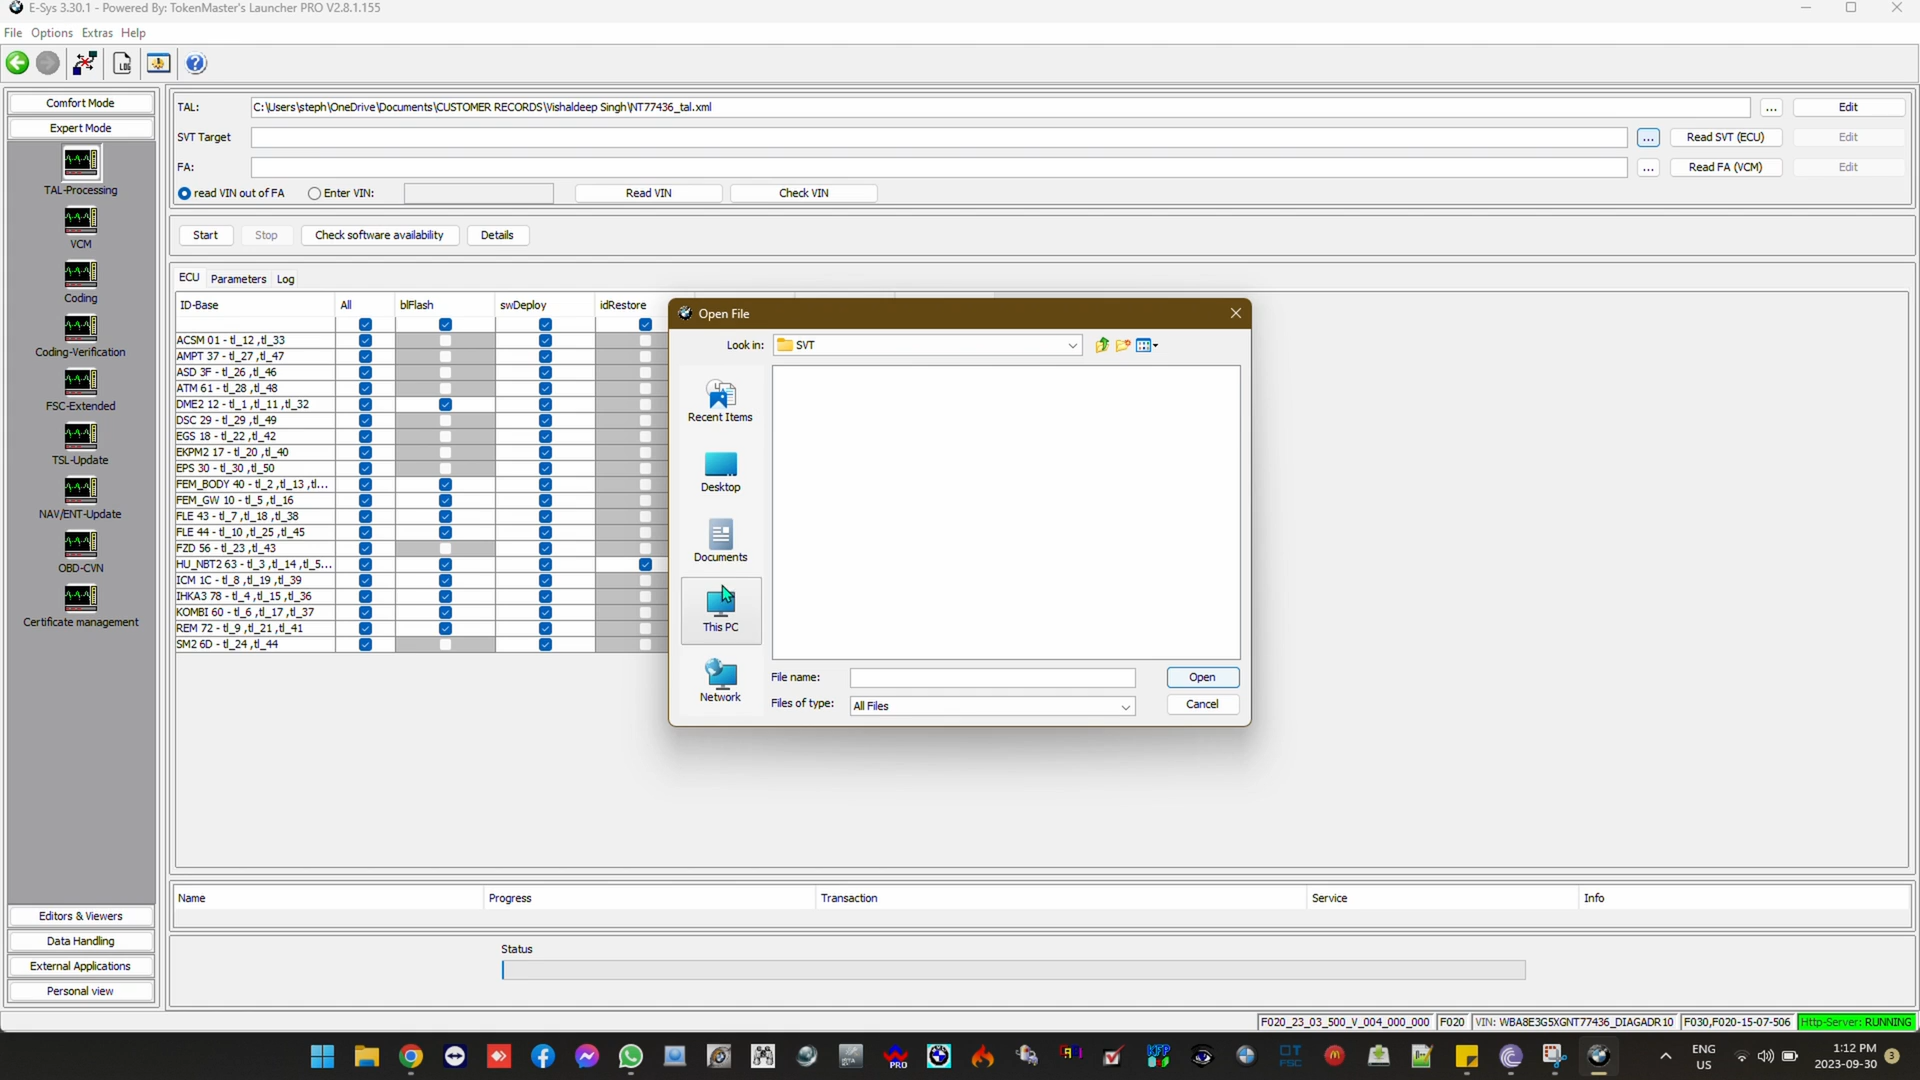 E-Sys 3.30.1 - Powered By: TokenMaster's Launcher PRO V2.8.1.155
File Options Extras Help
LOG
Comfort Mode
Expert Mode
TAL-Processing
VCM
Coding
Coding-Verification
FSC-Extended
TSL-Update
NAV/ENT-Update
OBD-CVN
Certificate management
Editors & Viewers
Data Handling
External Applications
Personal view
TAL: C:\Users\steph\OneDrive\Documents\CUSTOMER RECORDS\Vishaldeep Singh\NT77436_tal.xml ... Edit
SVT Target ... Read SVT (ECU) Edit
FA: ... Read FA (VCM) Edit
read VIN out of FA Enter VIN: Read VIN Check VIN
Start Stop Check software availability Details
ECU Parameters Log
ID-Base All blFlash swDeploy idRestore
ACSM 01 - tl_12 ,tl_33
AMPT 37 - tl_27 ,tl_47
ASD 3F - tl_26 ,tl_46
ATM 61 - tl_28 ,tl_48
DME2 12 - tl_1 ,tl_11 ,tl_32
DSC 29 - tl_29 ,tl_49
EGS 18 - tl_22 ,tl_42
EKPM2 17 - tl_20 ,tl_40
EPS 30 - tl_30 ,tl_50
FEM_BODY 40 - tl_2 ,tl_13 ,tl...
FEM_GW 10 - tl_5 ,tl_16
FLE 43 - tl_7 ,tl_18 ,tl_38
FLE 44 - tl_10 ,tl_25 ,tl_45
FZD 56 - tl_23 ,tl_43
HU_NBT2 63 - tl_3 ,tl_14 ,tl_5...
ICM 1C - tl_8 ,tl_19 ,tl_39
IHKA3 78 - tl_4 ,tl_15 ,tl_36
KOMBI 60 - tl_6 ,tl_17 ,tl_37
REM 72 - tl_9 ,tl_21 ,tl_41
SM2 6D - tl_24 ,tl_44
Open File
Look in: SVT
Recent Items
Desktop
Documents
This PC
Network
File name: Open
Files of type: All Files Cancel
Name Progress Transaction Service Info
Status
F020_23_03_500_V_004_000_000 F020 VIN: WBA8E3G5XGNT77436_DIAGADR10 F030,F020-15-07-506 Http-Server: RUNNING
PRO
ENG
US
1:12 PM
2023-09-30
3